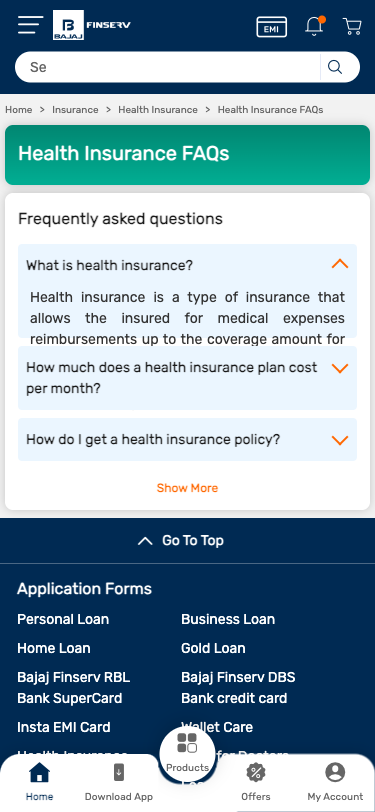 B
BAJAJ
FINSERV
EMI
Se
Home > Insurance > Health Insurance > Health Insurance FAQs
Health Insurance FAQs
Frequently asked questions
What is health insurance?
Health insurance is a type of insurance that
allows the insured for medical expenses
reimbursements up to the coverage amount for
How much does a health insurance plan cost
per month?
How do I get a health insurance policy?
Show More
Go To Top
Application Forms
Personal Loan
Business Loan
Home Loan
Gold Loan
Bajaj Finserv RBL
Bank SuperCard
Bajaj Finserv DBS
Bank credit card
Insta EMI Card
Wallet Care
Health Insurance
for Doctors
Home
Download App
Products
Offers
My Account